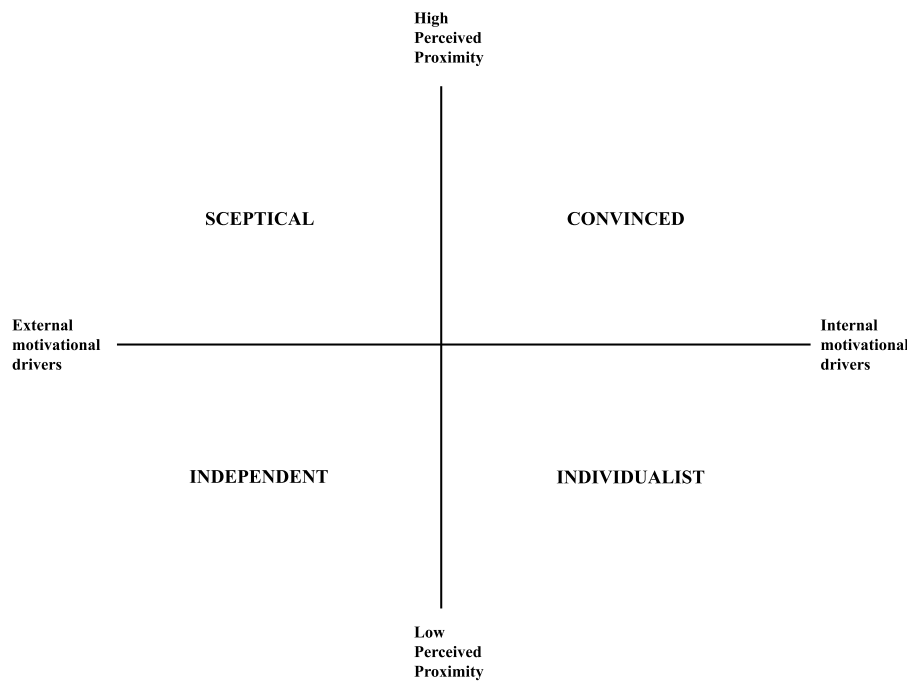 High
Perceived
Proximity
SCEPTICAL
CONVINCED
External
motivational
drivers
Internal
motivational
drivers
INDEPENDENT
INDIVIDUALIST
Low
Perceived
Proximity